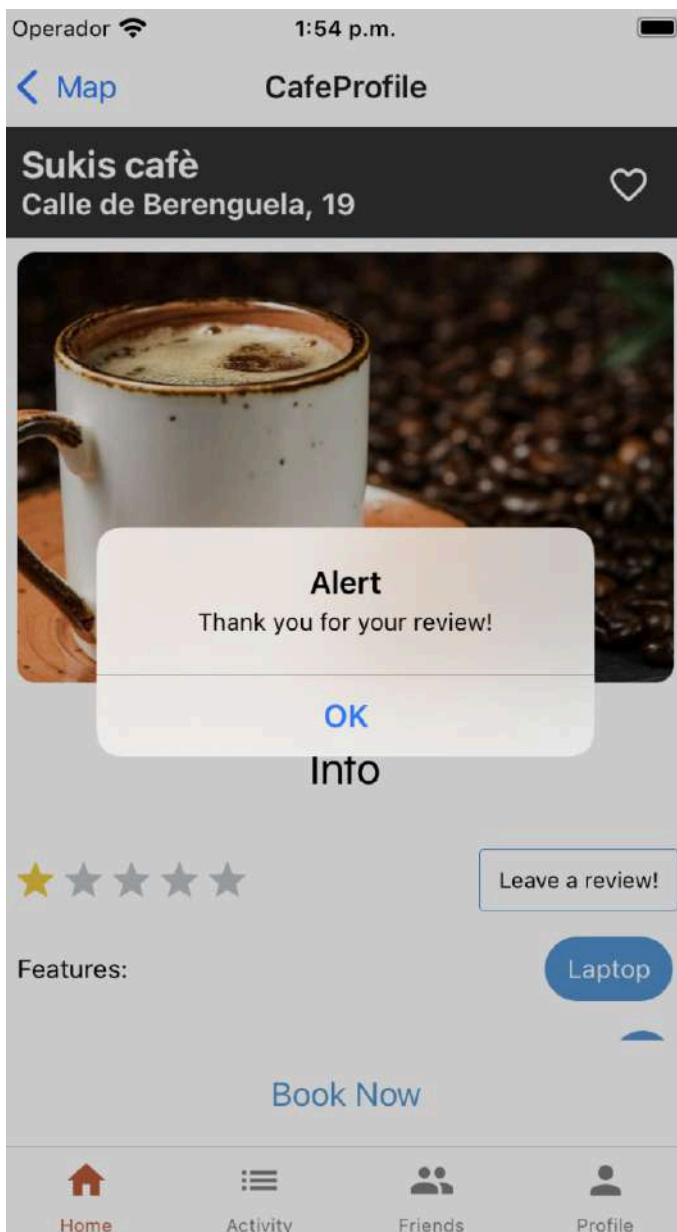 Operador
1:54 p.m.
Map
CafeProfile
Sukis cafè
Calle de Berenguela, 19
Alert
Thank you for your review!
OK
Info
Leave a review!
Features:
Laptop
Book Now
Home
Activity
Friends
Profile